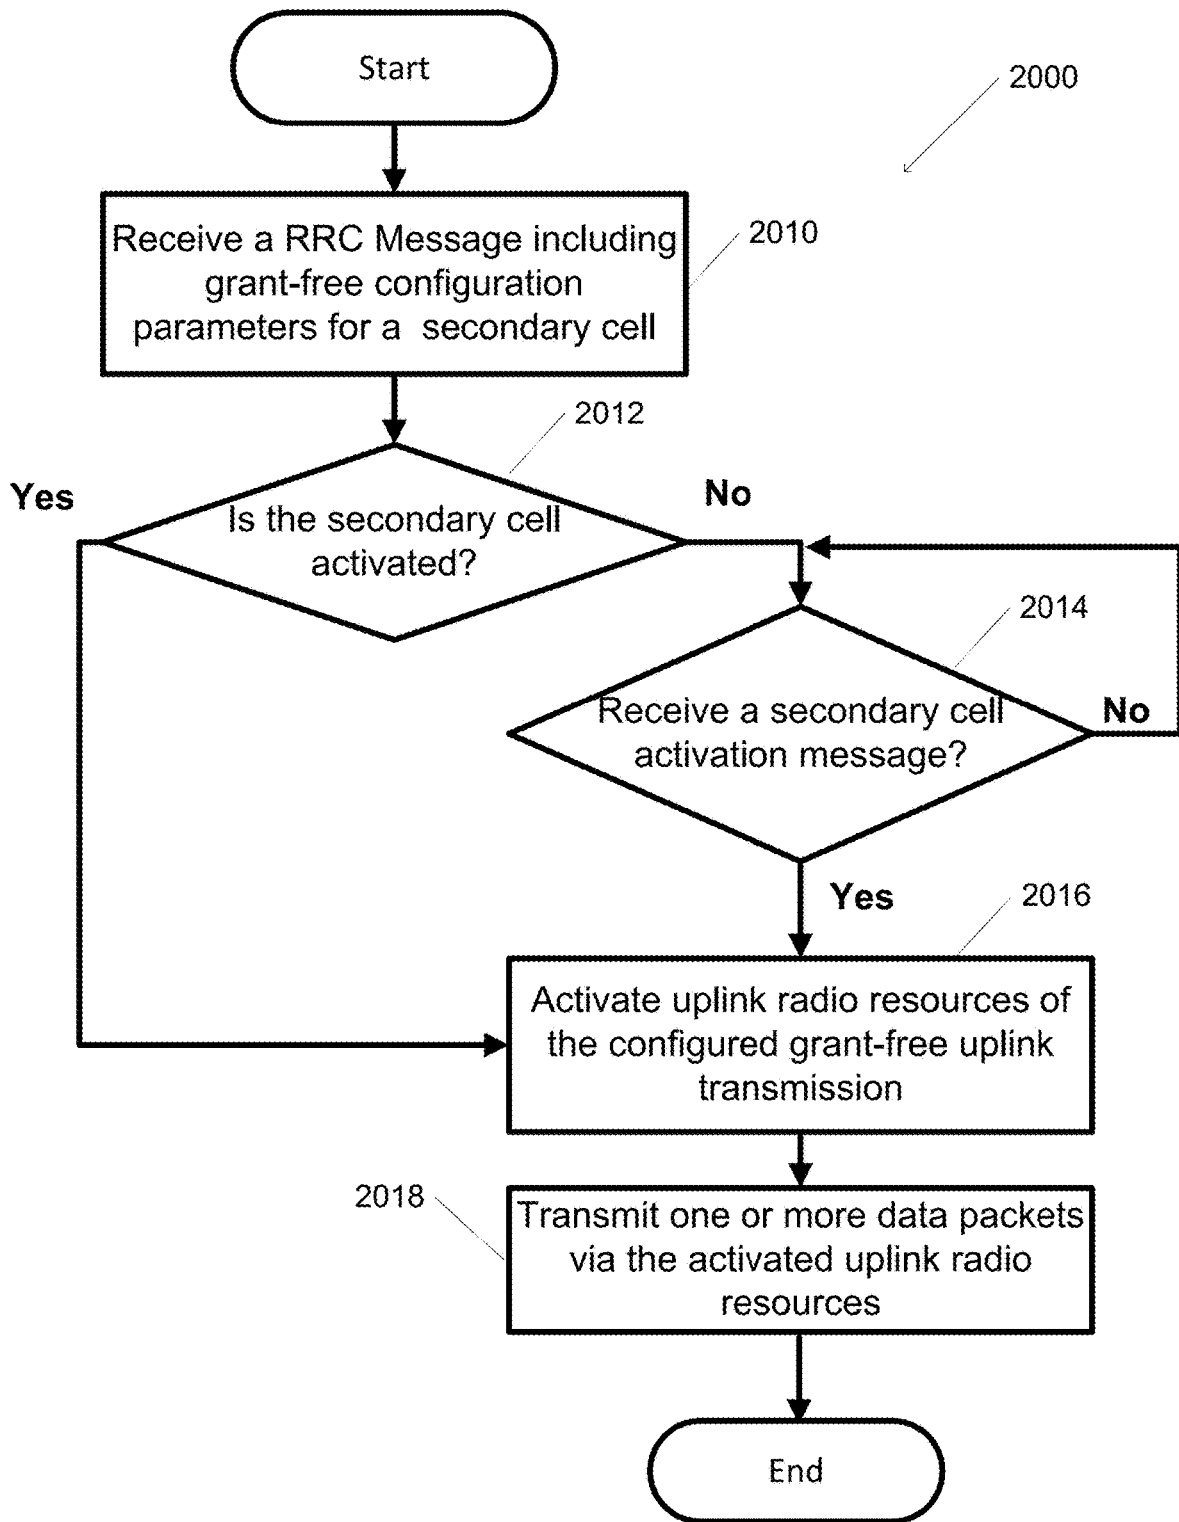 Start
2000
Receive a RRC Message including
grant-free configuration
parameters for a secondary cell
2010
2012
Yes
No
Is the secondary cell
activated?
2014
Receive a secondary cell
activation message?
No
Yes
2016
Activate uplink radio resources of
the configured grant-free uplink
transmission
2018
Transmit one or more data packets
via the activated uplink radio
resources
End